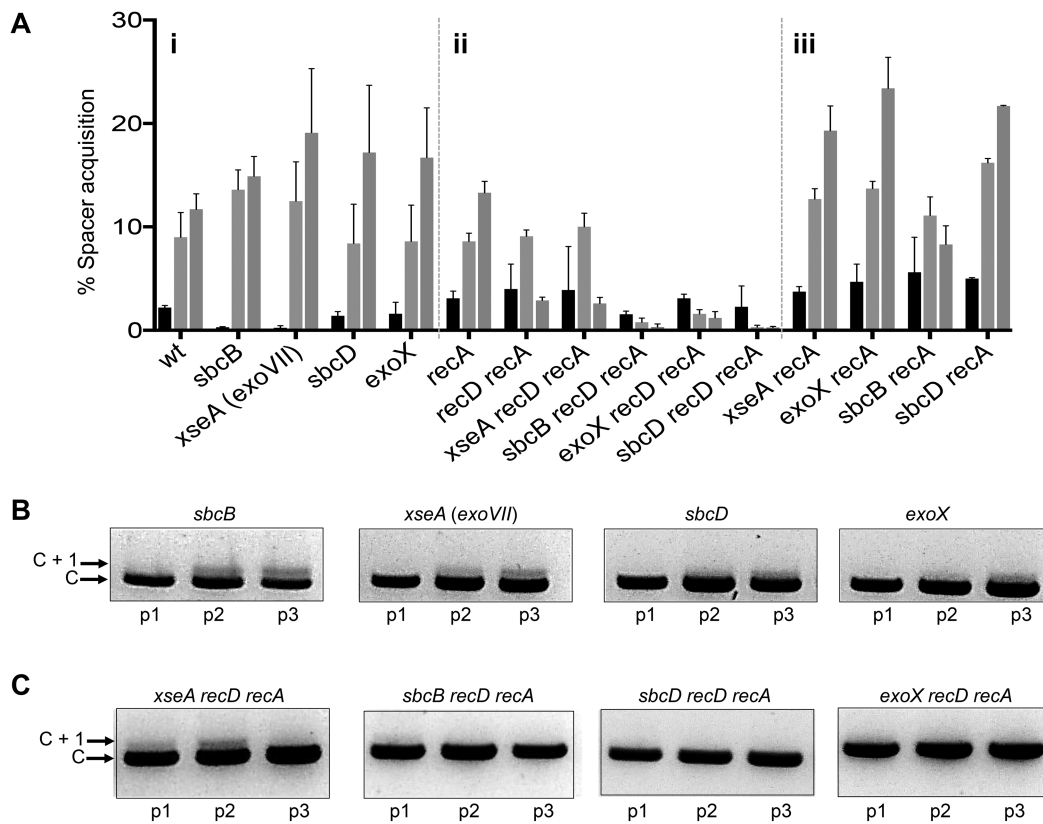 A
% Spacer acquisition
30
20
10
0
i
ii
iii
wt
sbcB
xseA (exoVII)
sbcD
exoX
recA
recD recA
xseA recD recA
sbcB recD recA
exoX recD recA
sbcD recD recA
xseA recA
exoX recA
sbcB recA
sbcD recA
B
sbcB
xseA (exoVII)
sbcD
exoX
C + 1
C
p1 p2 p3
p1 p2 p3
p1 p2 p3
p1 p2 p3
C
xseA recD recA
sbcB recD recA
sbcD recD recA
exoX recD recA
C + 1
C
p1 p2 p3
p1 p2 p3
p1 p2 p3
p1 p2 p3